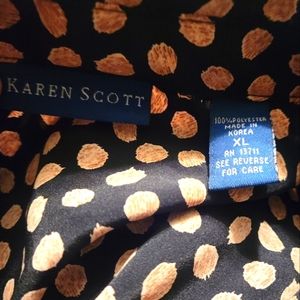 KAREN SCOTT
100% POLYESTER
MADE IN
KOREA
XL
RN 13711
SEE REVERSE
FOR CARE